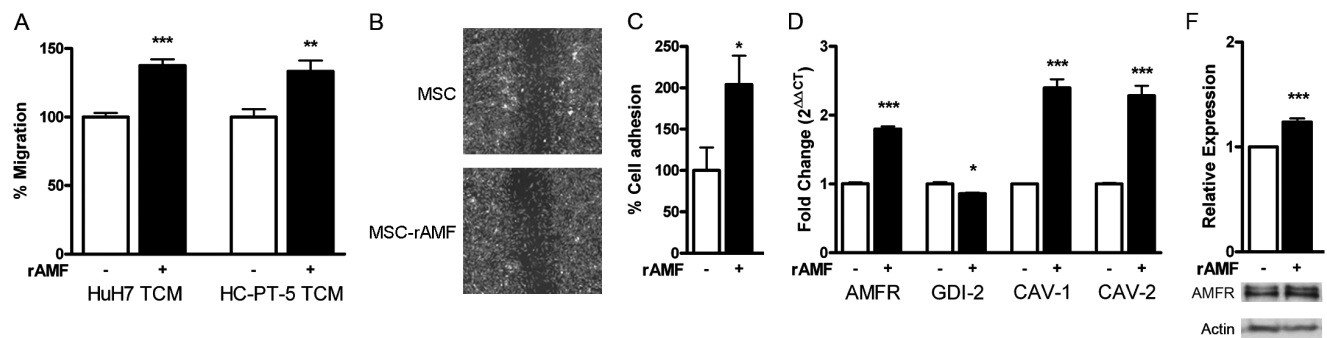 A
% Migration
150
100
50
0
*** **
rAMF - + - +
HuH7 TCM HC-PT-5 TCM
B
MSC
MSC-rAMF
C
% Cell adhesion
250
200
150
100
50
0
*
rAMF - +
D
Fold Change (2^ΔΔCT)
3
2
1
0
*** * *** ***
rAMF - + - + - + - +
AMFR GDI-2 CAV-1 CAV-2
F
Relative Expression
2
1
0
***
rAMF - +
AMFR
Actin